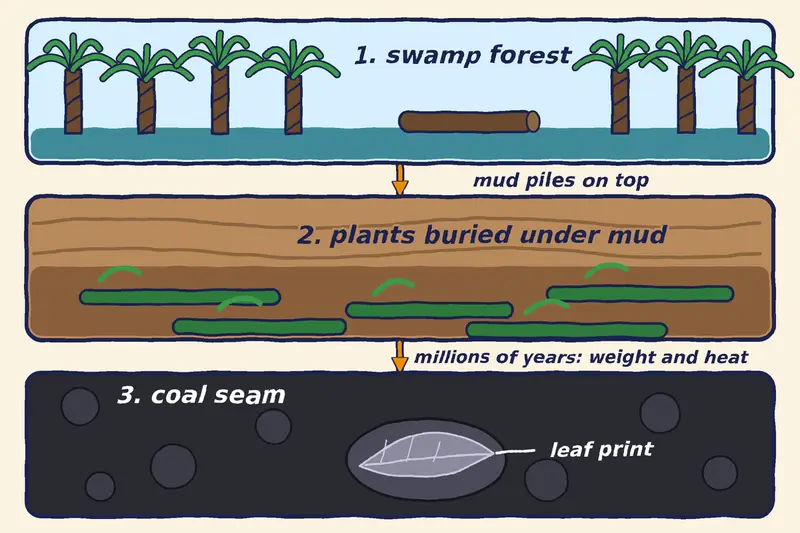 1. swamp forest
mud piles on top
2. plants buried under mud
millions of years: weight and heat
3. coal seam
leaf print